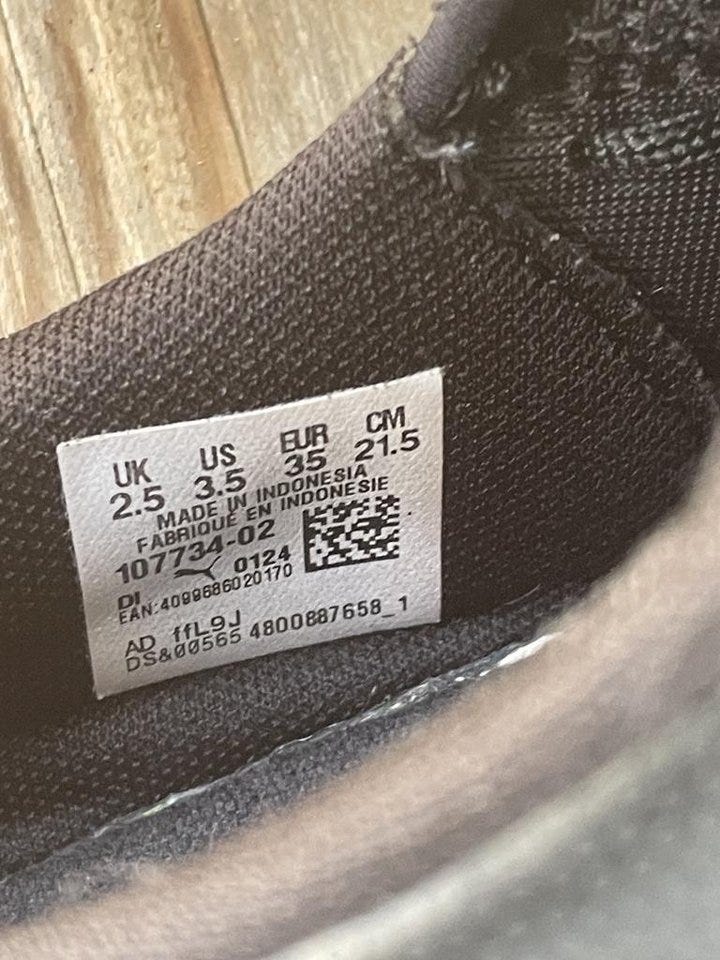 UK US EUR CM
2.5 3.5 35 21.5
MADE IN INDONESIA
FABRIQUÉ EN INDONESIE
107734-02
DI 0124
EAN:4099686020170
AD ffL9J
DS&00565 4800887658_1